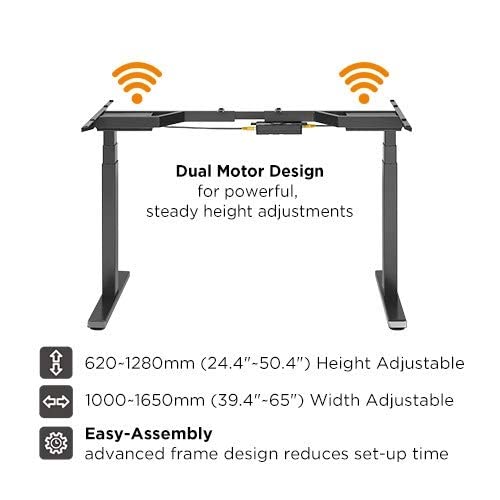 Dual Motor Design
for powerful,
steady height adjustments
620~1280mm (24.4"~50.4") Height Adjustable
1000~1650mm (39.4"~65") Width Adjustable
Easy-Assembly
advanced frame design reduces set-up time